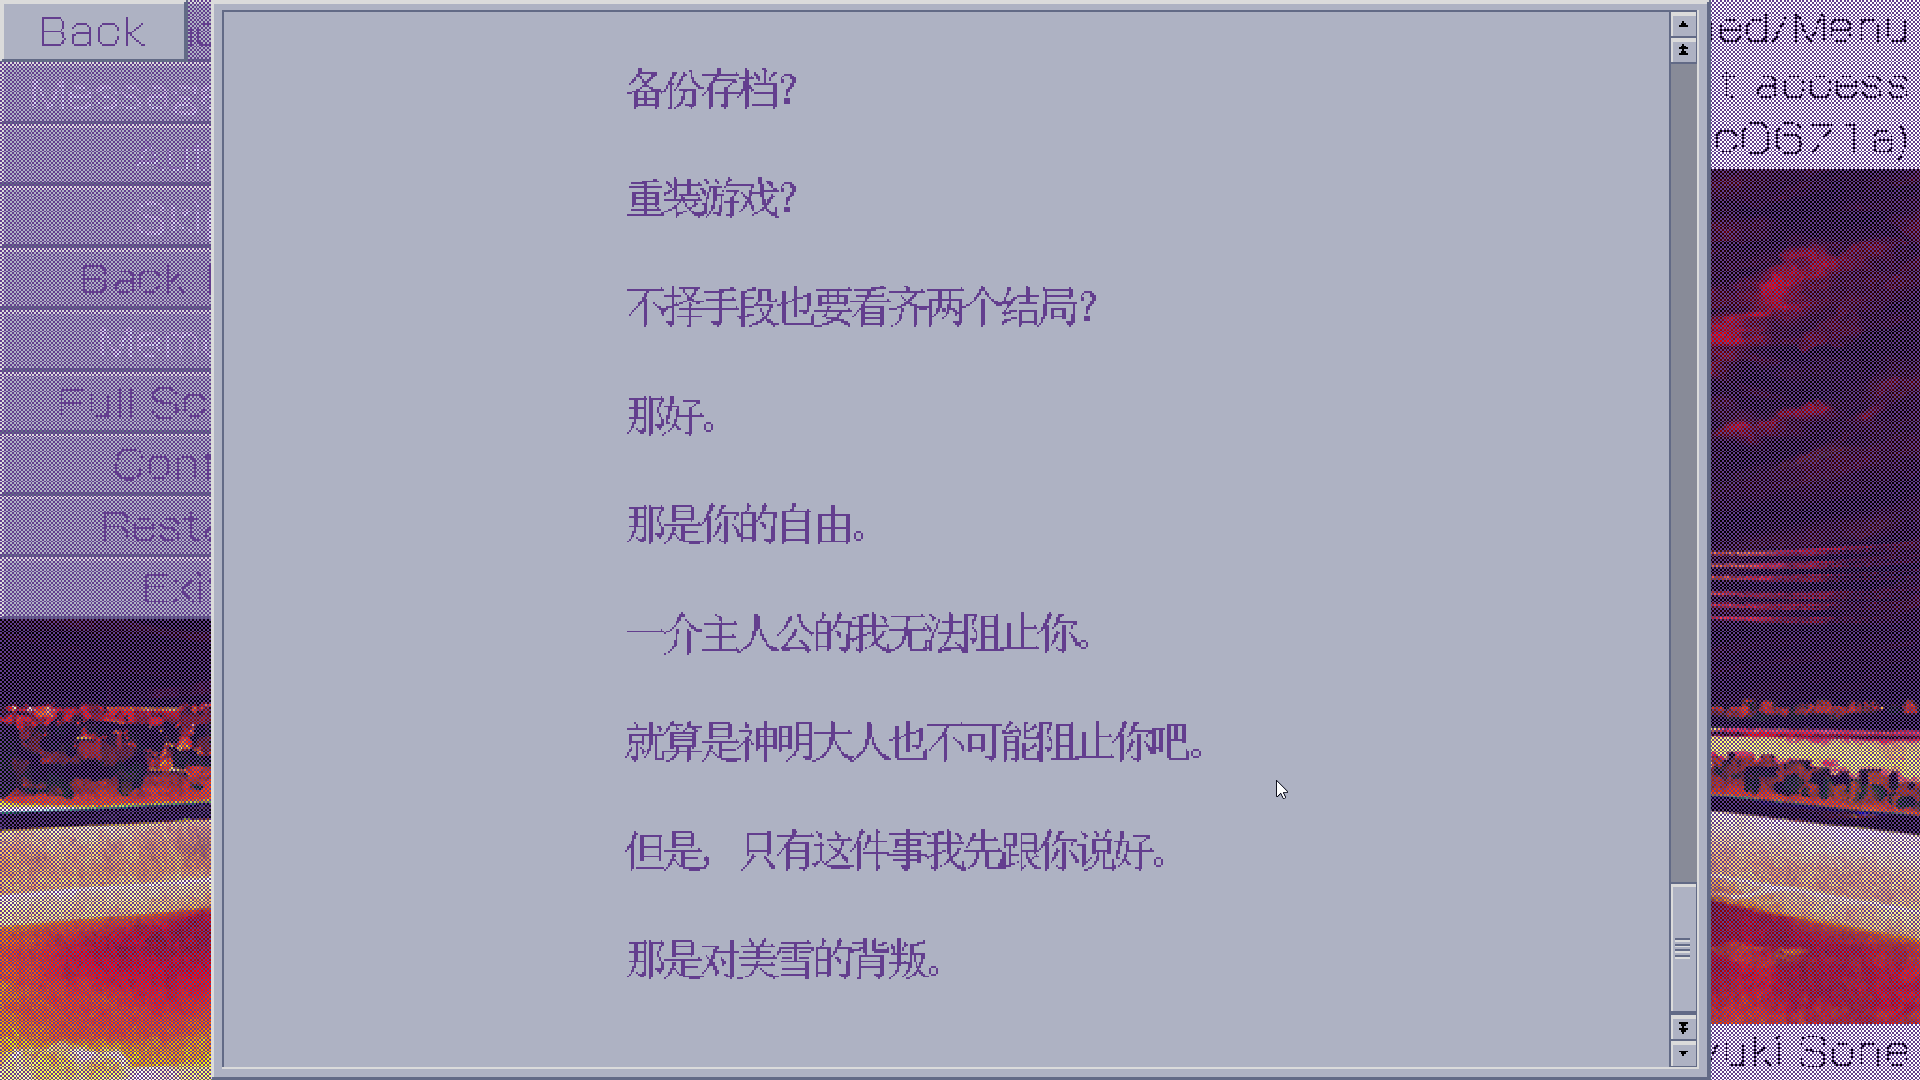 Back
ed/Menu
t access
c0671a)
备份存档?
重装游戏?
不择手段也要看齐两个结局?
那好。
那是你的自由。
一介主人公的我无法阻止你。
就算是神明大人也不可能阻止你吧。
但是, 只有这件事我先跟你说好。
那是对美雪的背叛。
Back
Full Sc
Conf
Resta
Exi
yuki Sone